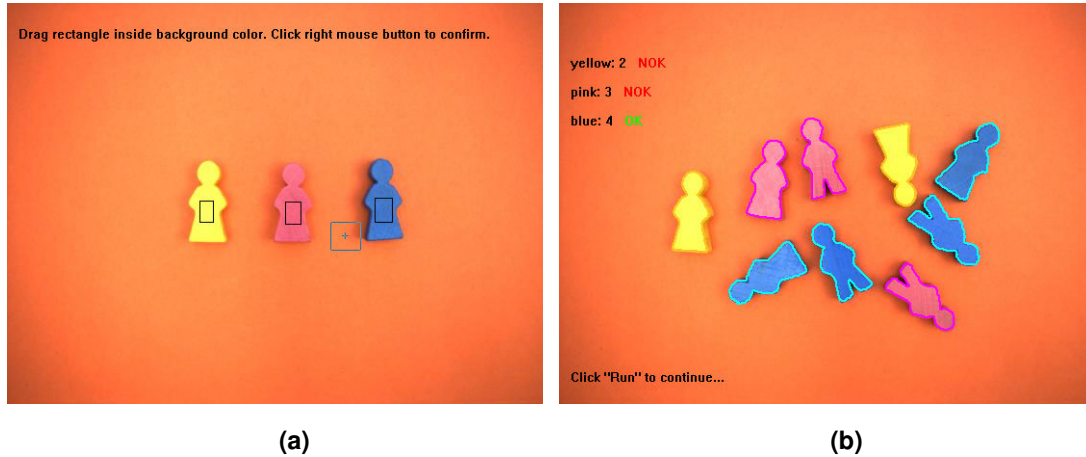 Drag rectangle inside background color. Click right mouse button to confirm.
yellow: 2 NOK
pink: 3 NOK
blue: 4 OK
Click "Run" to continue...
(a)
(b)